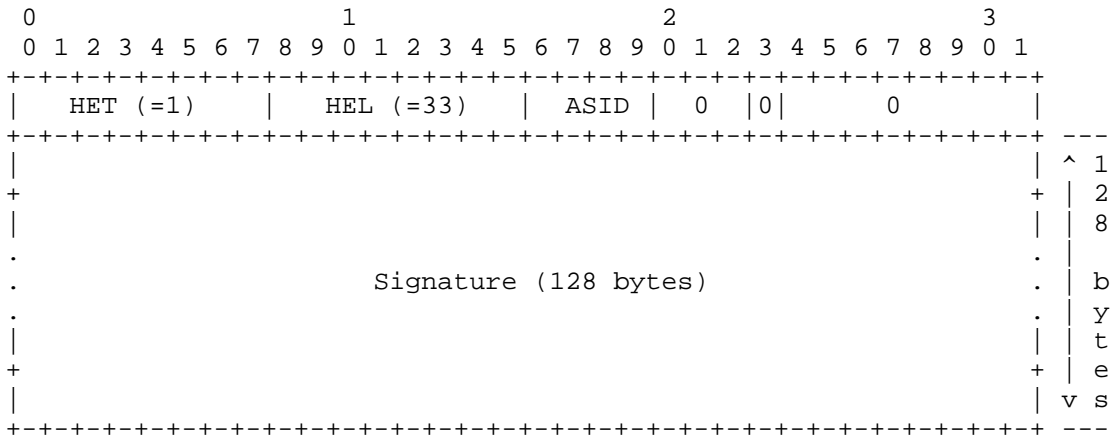 0                   1                   2                   3
 0 1 2 3 4 5 6 7 8 9 0 1 2 3 4 5 6 7 8 9 0 1 2 3 4 5 6 7 8 9 0 1
+-+-+-+-+-+-+-+-+-+-+-+-+-+-+-+-+-+-+-+-+-+-+-+-+-+-+-+-+-+-+-+-+
|   HET (=1)    |   HEL (=33)   |  ASID |  0  |0|      0        |
+-+-+-+-+-+-+-+-+-+-+-+-+-+-+-+-+-+-+-+-+-+-+-+-+-+-+-+-+-+-+-+-+ ---
|                                                               | ^ 1
+                                                               + | 2
|                                                               | | 8
.                                                               . |
.                      Signature (128 bytes)                    . | b
.                                                               . | y
|                                                               | | t
+                                                               + | e
|                                                               | v s
+-+-+-+-+-+-+-+-+-+-+-+-+-+-+-+-+-+-+-+-+-+-+-+-+-+-+-+-+-+-+-+-+ ---